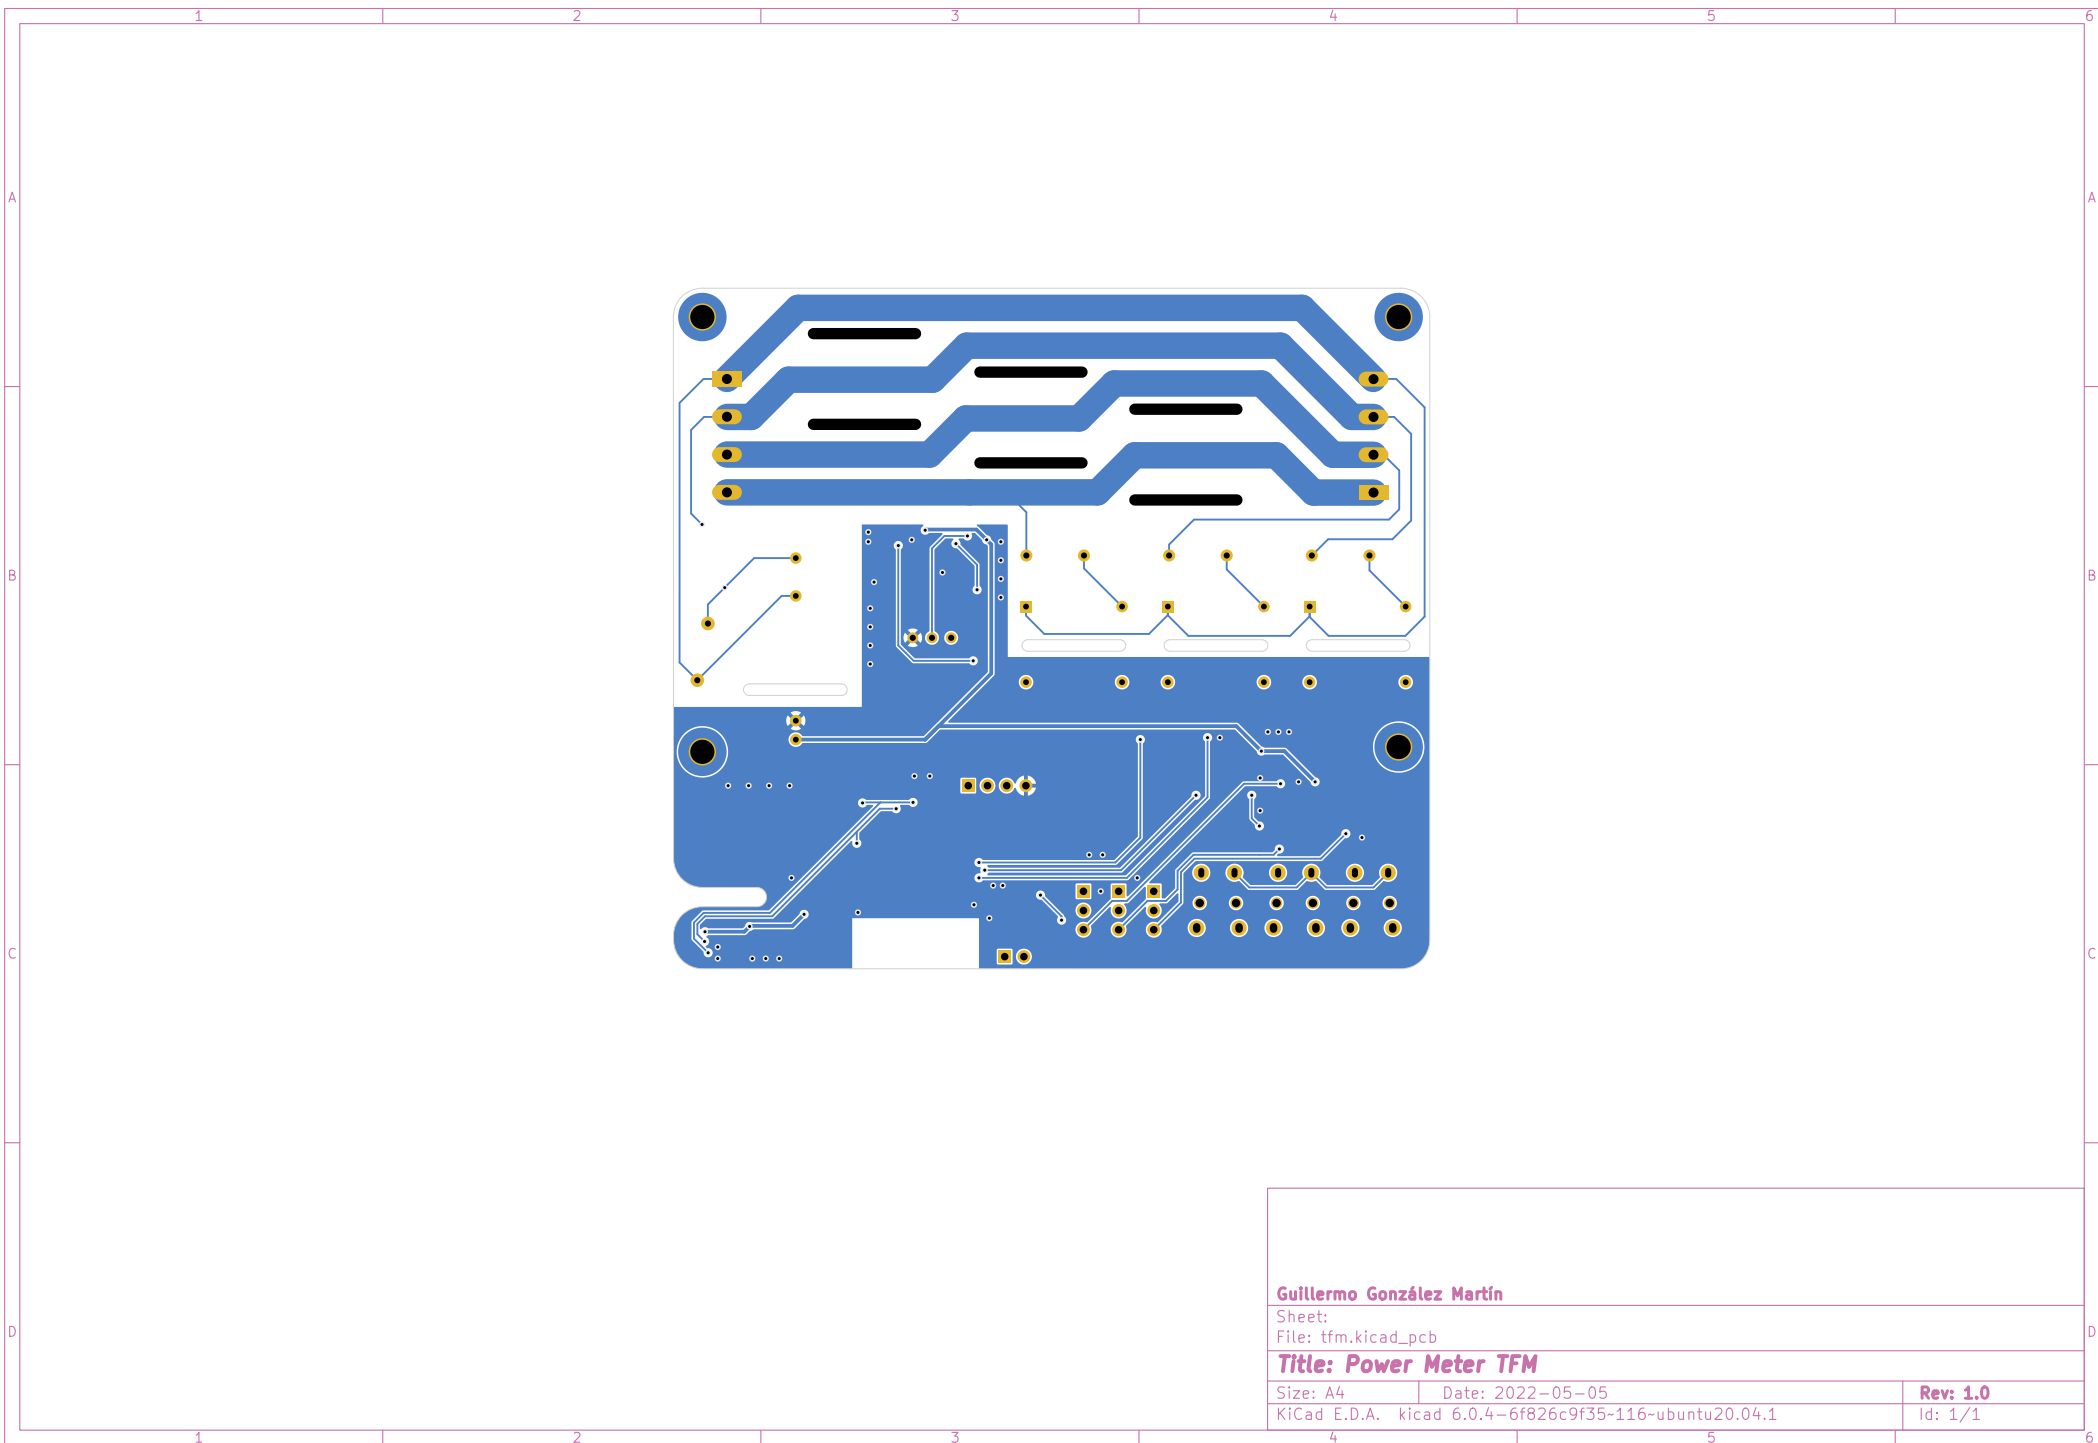 1 2 3 4 5 6
A A
B B
C C
D D
Guillermo González Martín
Sheet:
File: tfm.kicad_pcb
Title: Power Meter TFM
Size: A4 Date: 2022-05-05 Rev: 1.0
KiCad E.D.A. kicad 6.0.4-6f826c9f35~116~ubuntu20.04.1 Id: 1/1
1 2 3 4 5 6